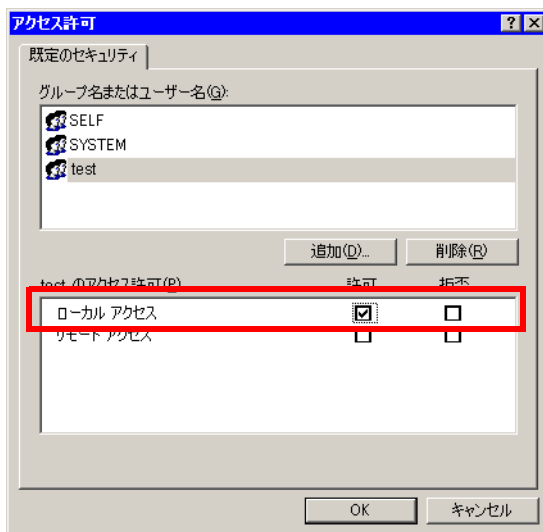 アクセス許可
既定のセキュリティ
グループ名またはユーザー名(G):
SELF
SYSTEM
test
追加(D)... 削除(R)
test のアクセス許可(P) 許可 拒否
ローカル アクセス
リモート アクセス
OK キャンセル